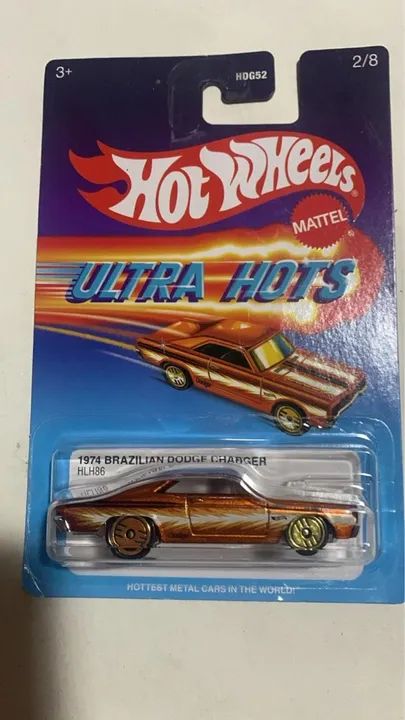 3+
HDG52
2/8
Hot Wheels
MATTEL
®
ULTRA HOTS
1974 BRAZILIAN DODGE CHARGER
HLH86
HOTTEST METAL CARS IN THE WORLD!